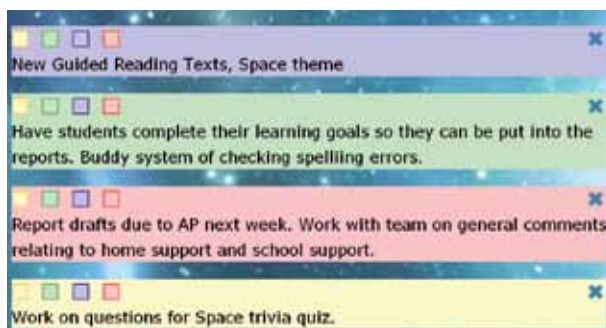 New Guided Reading Texts, Space theme
Have students complete their learning goals so they can be put into the
reports. Buddy system of checking spelliing errors.
Report drafts due to AP next week. Work with team on general comments
relating to home support and school support.
Work on questions for Space trivia quiz.